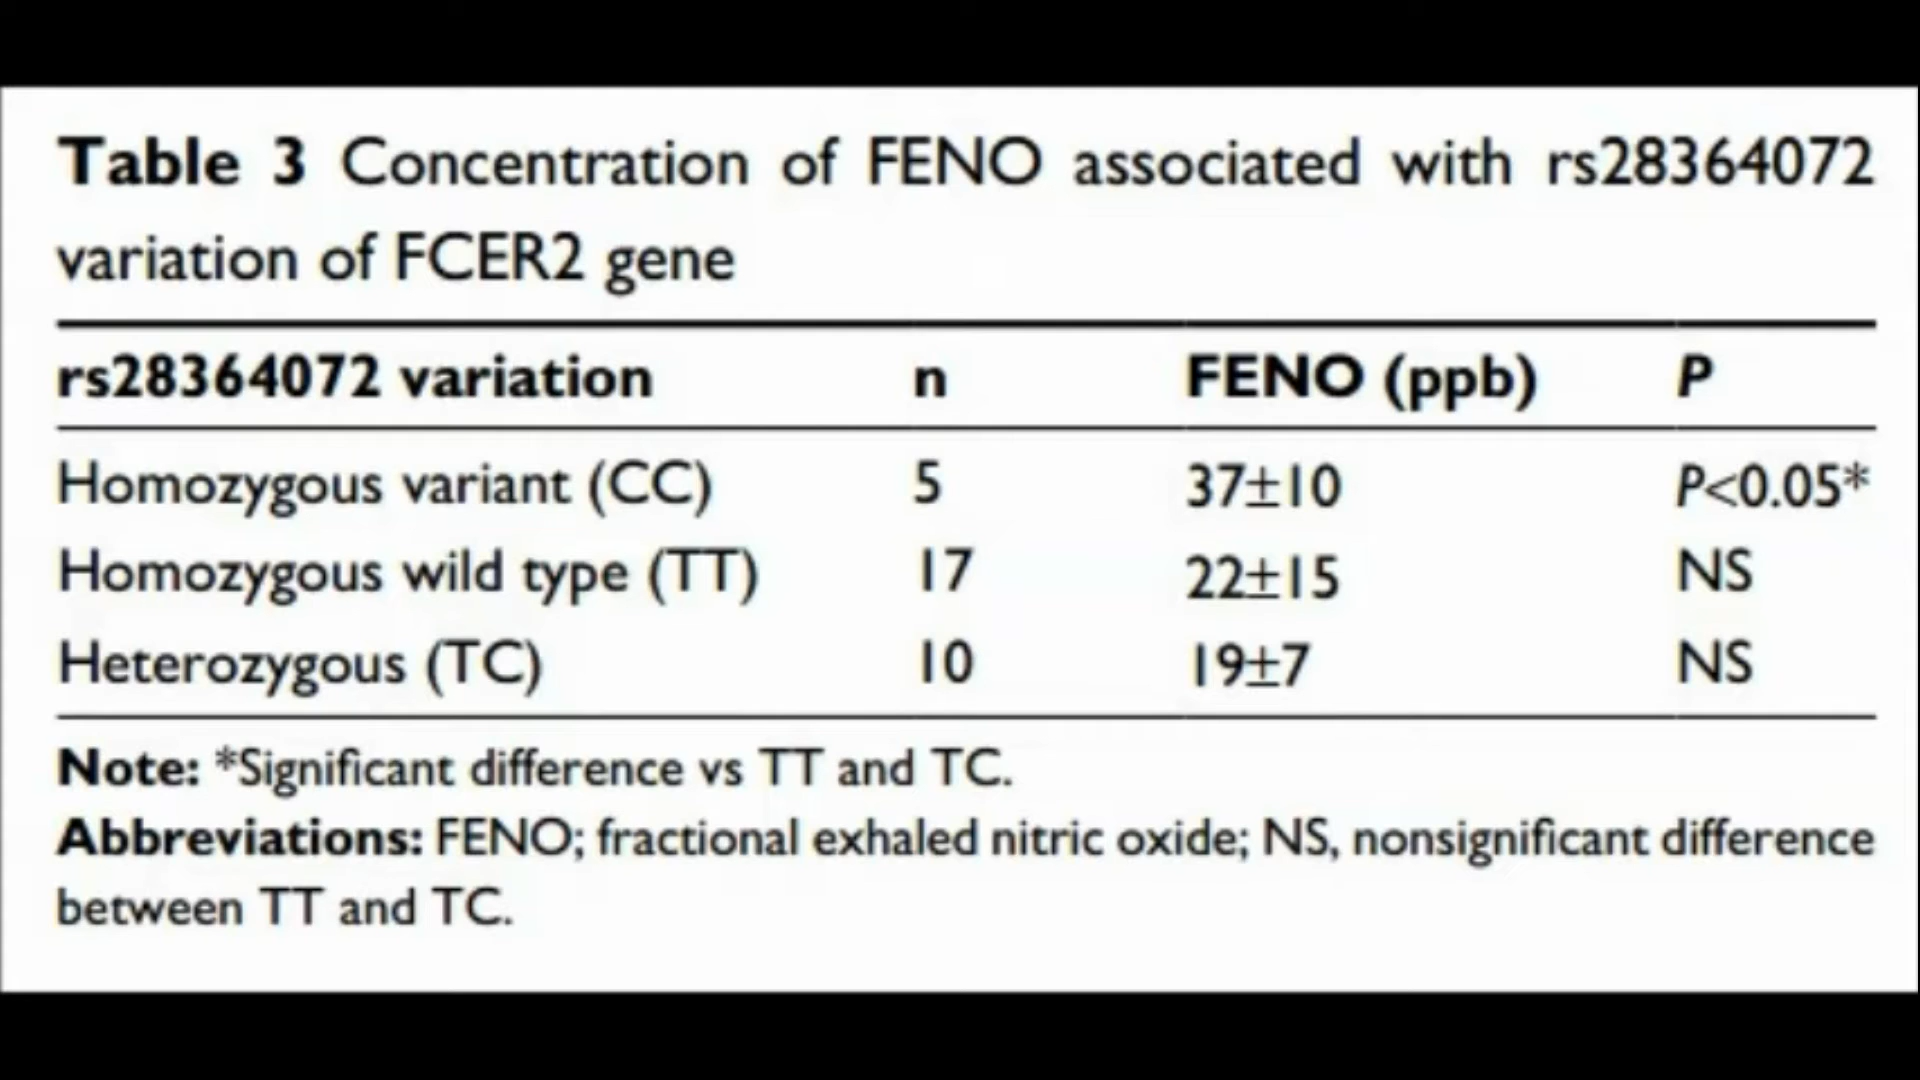 Table 3 Concentration of FENO associated with rs28364072
variation of FCER2 gene
rs28364072 variation n FENO (ppb) P
Homozygous variant (CC) 5 37±10 P<0.05*
Homozygous wild type (TT) 17 22±15 NS
Heterozygous (TC) 10 19±7 NS
Note: *Significant difference vs TT and TC.
Abbreviations: FENO; fractional exhaled nitric oxide; NS, nonsignificant difference
between TT and TC.